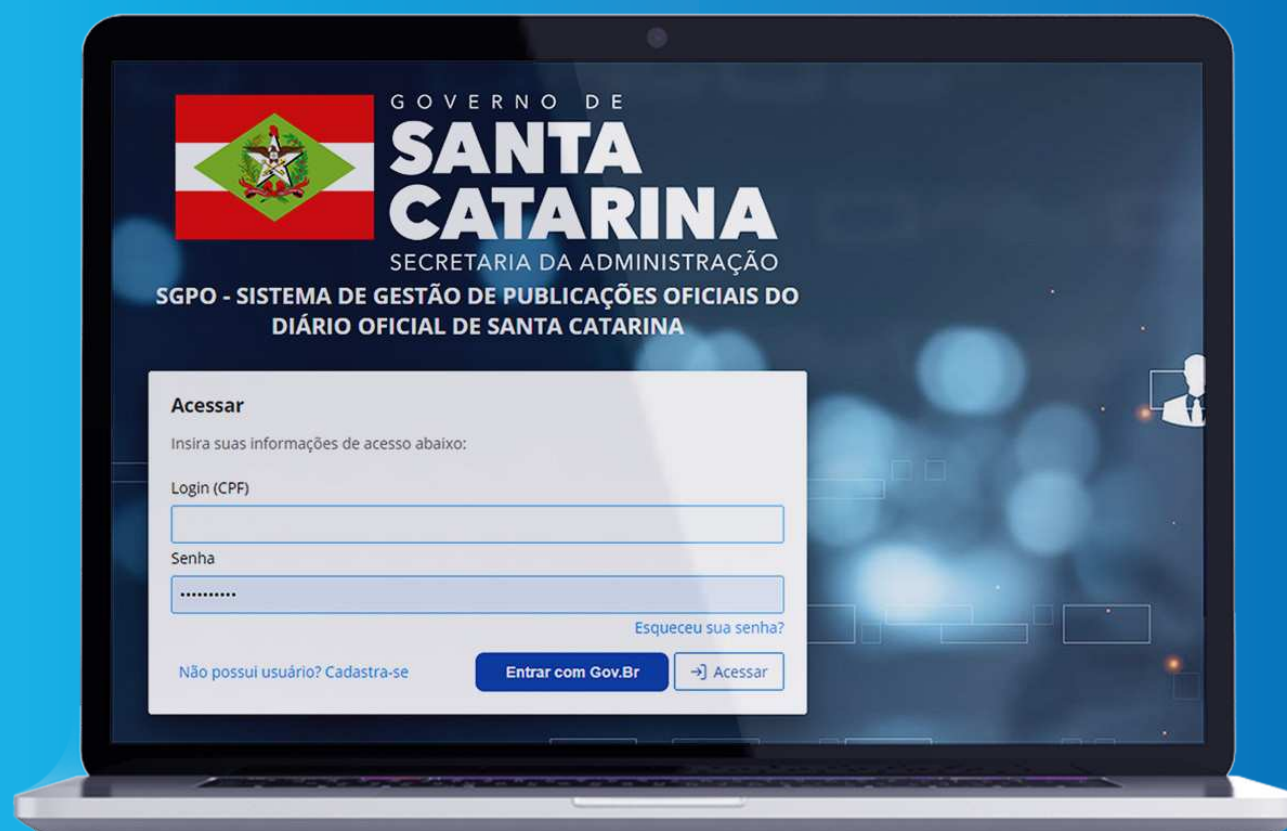 GOVERNO DE
SANTA
CATARINA
SECRETARIA DA ADMINISTRAÇÃO
SGPO - SISTEMA DE GESTÃO DE PUBLICAÇÕES OFICIAIS DO
DIÁRIO OFICIAL DE SANTA CATARINA
Acessar
Insira suas informações de acesso abaixo:
Login (CPF)
Senha
••••••••••
Esqueceu sua senha?
Não possui usuário? Cadastra-se
Entrar com Gov.Br
Acessar